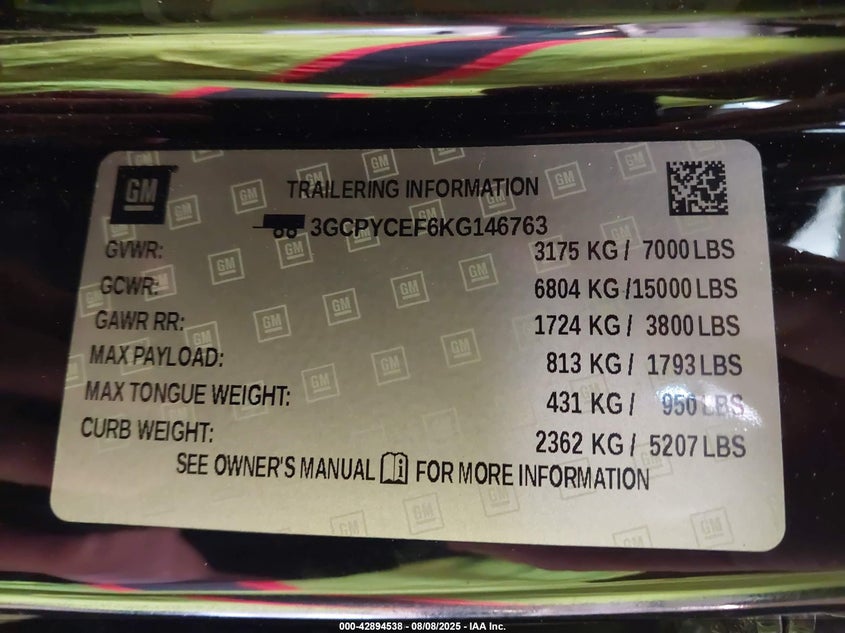 GM
TRAILERING INFORMATION
3GCPYCEF6KG146763
GVWR: 3175 KG / 7000 LBS
GCWR: 6804 KG /15000 LBS
GAWR RR: 1724 KG / 3800 LBS
MAX PAYLOAD: 813 KG / 1793 LBS
MAX TONGUE WEIGHT: 431 KG / 950 LBS
CURB WEIGHT: 2362 KG / 5207 LBS
SEE OWNER'S MANUAL FOR MORE INFORMATION
000-42894538 - 08/08/2025 - IAA Inc.